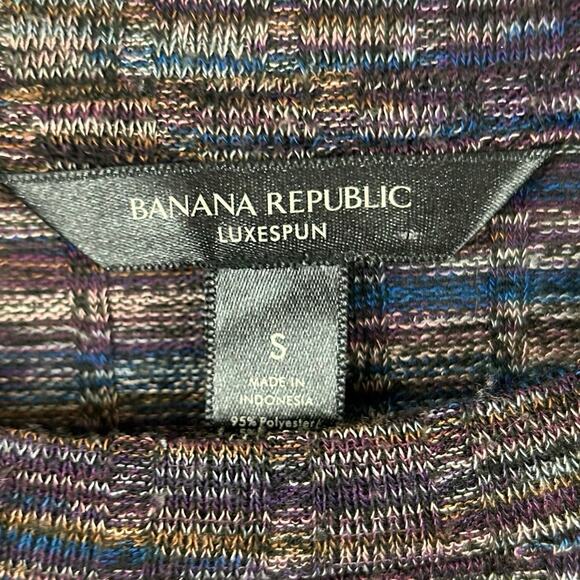 BANANA REPUBLIC
LUXESPUN
S
MADE IN
INDONESIA
95% Polyester/